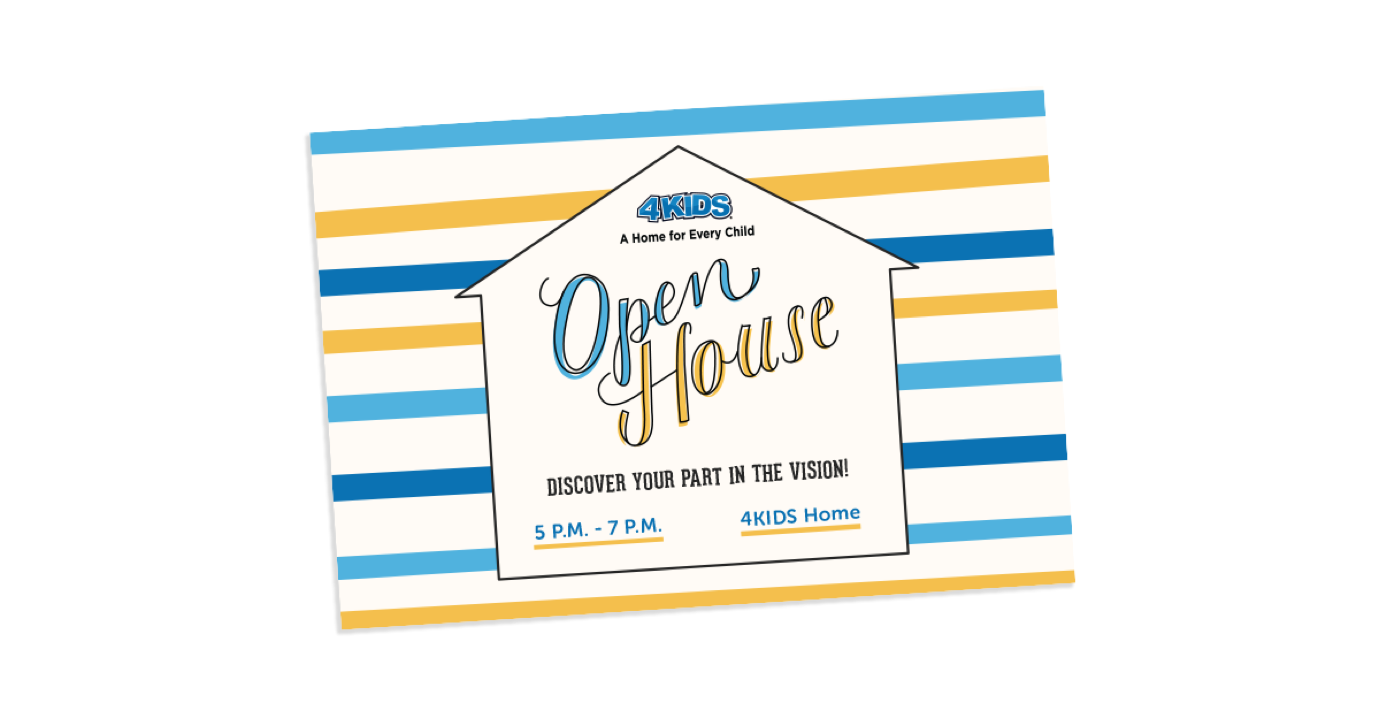 4KIDS
A Home for Every Child
Open
House
DISCOVER YOUR PART IN THE VISION!
5 P.M. - 7 P.M.
4KIDS Home